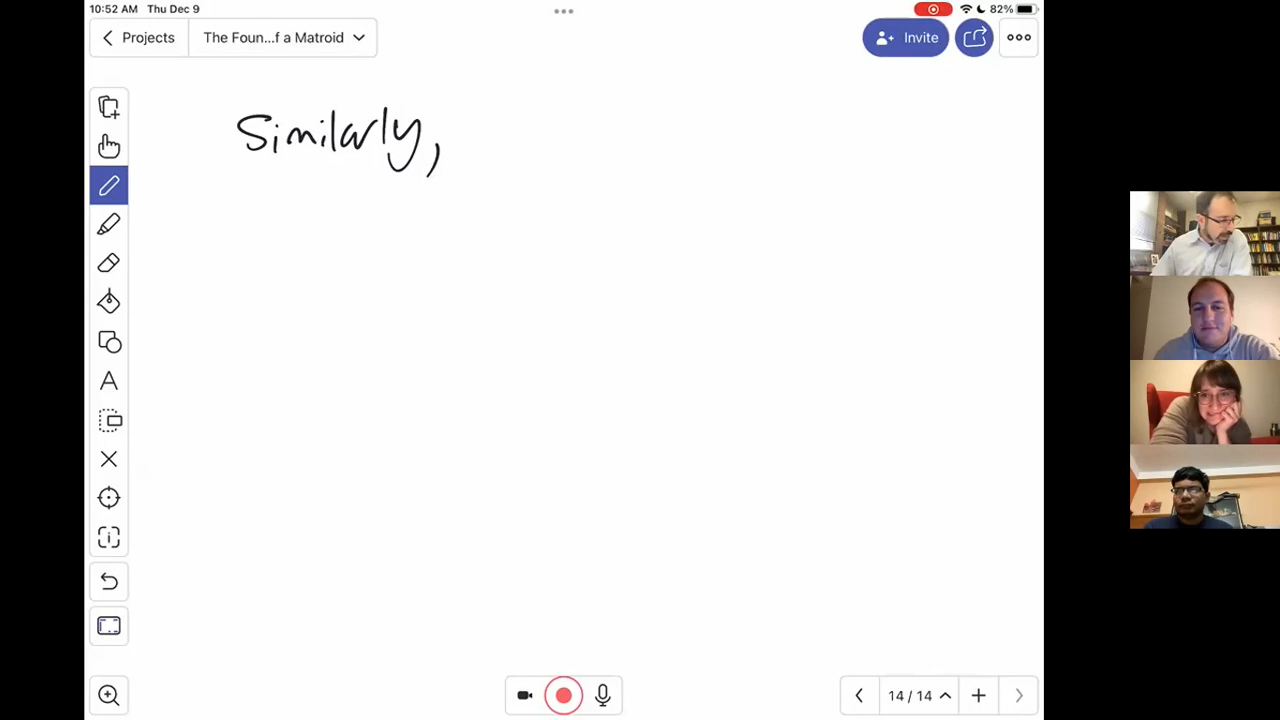 10:52 AM Thu Dec 9
82%
Projects
The Foun...f a Matroid
Invite
Similarly,
A
14 / 14